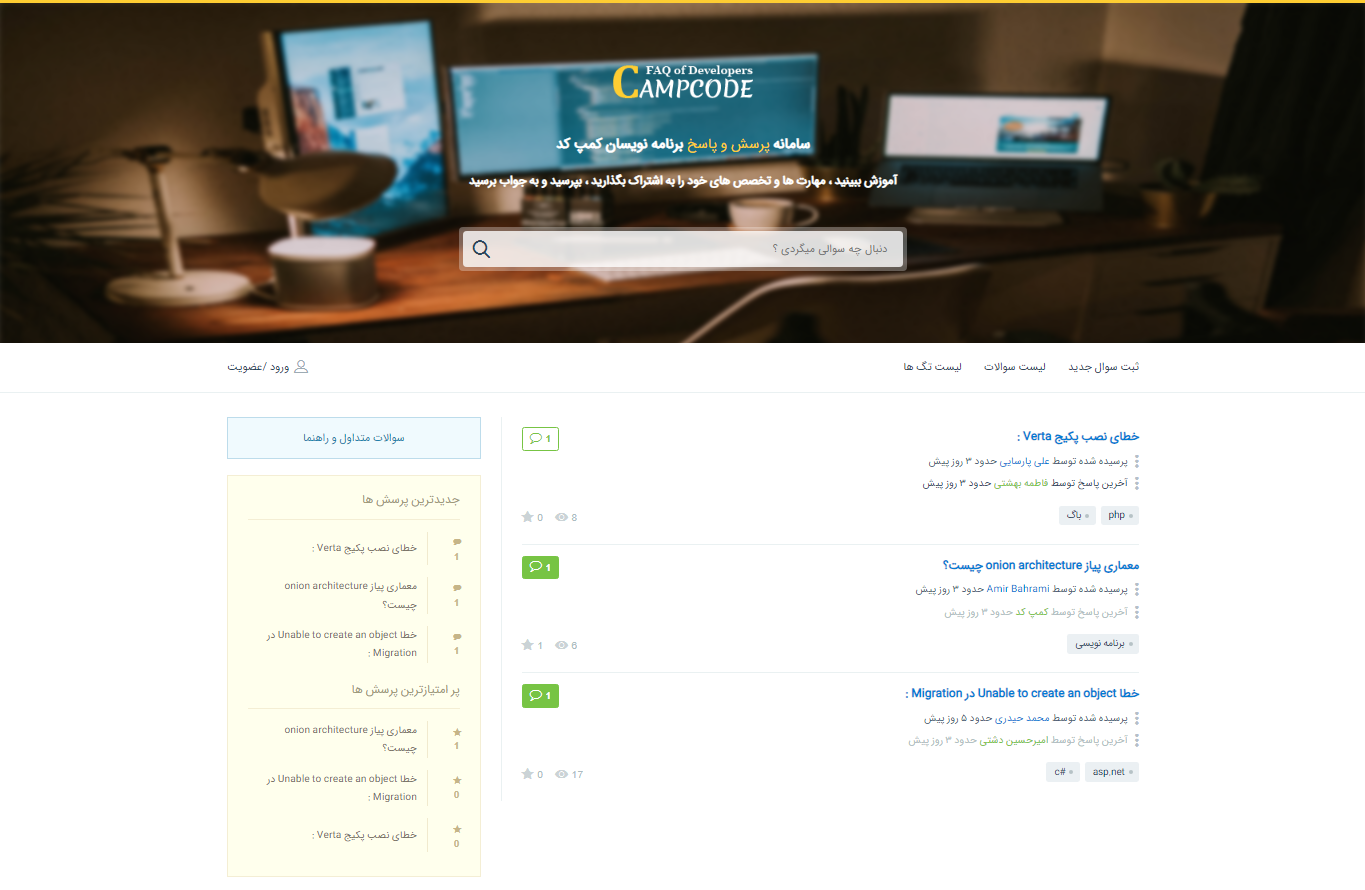 FAQ of Developers
CAMPCODE
سامانه پرسش و پاسخ برنامه نویسان کمپ کد
آموزش ببینید ، مهارت ها و تخصص های خود را به اشتراک بگذارید ، بپرسید و به جواب برسید
دنبال چه سوالی میگردی ؟
ثبت سوال جدید
لیست سوالات
لیست تگ ها
ورود /عضویت
خطای نصب پکیج Verta :
1
پرسیده شده توسط علی پارسایی حدود ۳ روز پیش
آخرین پاسخ توسط فاطمه بهشتی حدود ۳ روز پیش
php
باگ
8
0
معماری پیاز onion architecture چیست؟
1
پرسیده شده توسط Amir Bahrami حدود ۳ روز پیش
آخرین پاسخ توسط کمپ کد حدود ۳ روز پیش
برنامه نویسی
6
1
خطا Unable to create an object در Migration :
1
پرسیده شده توسط محمد حیدری حدود ۵ روز پیش
آخرین پاسخ توسط امیرحسین دشتی حدود ۳ روز پیش
asp.net
c#
17
0
سوالات متداول و راهنما
جدیدترین پرسش ها
1
خطای نصب پکیج Verta :
1
معماری پیاز onion architecture
چیست؟
1
خطا Unable to create an object در
Migration :
پر امتیازترین پرسش ها
1
معماری پیاز onion architecture
چیست؟
0
خطا Unable to create an object در
Migration :
0
خطای نصب پکیج Verta :